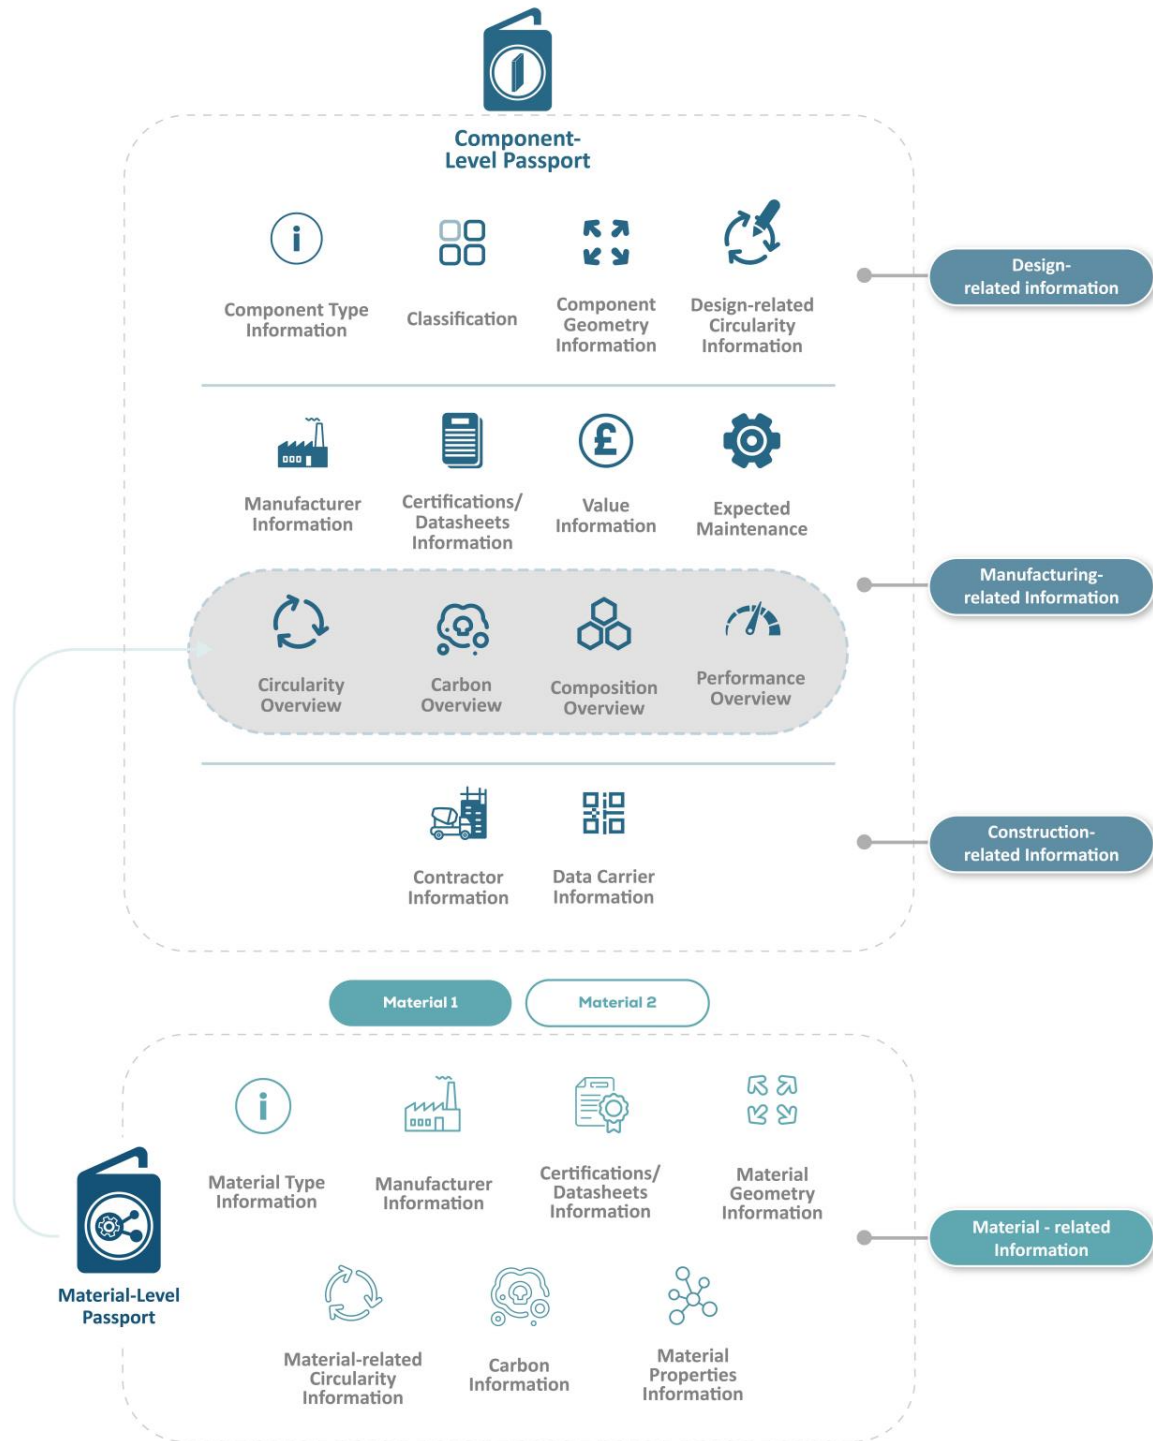 Component-
Level Passport
Component Type
Information
Classification
Component
Geometry
Information
Design-related
Circularity
Information
Design-
related information
Manufacturer
Information
Certifications/
Datasheets
Information
£
Value
Information
Expected
Maintenance
Manufacturing-
related Information
Circularity
Overview
Carbon
Overview
Composition
Overview
Performance
Overview
Contractor
Information
Data Carrier
Information
Construction-
related Information
Material 1
Material 2
Material Type
Information
Manufacturer
Information
Certifications/
Datasheets
Information
Material
Geometry
Information
Material - related
Information
Material-Level
Passport
Material-related
Circularity
Information
Carbon
Information
Material
Properties
Information